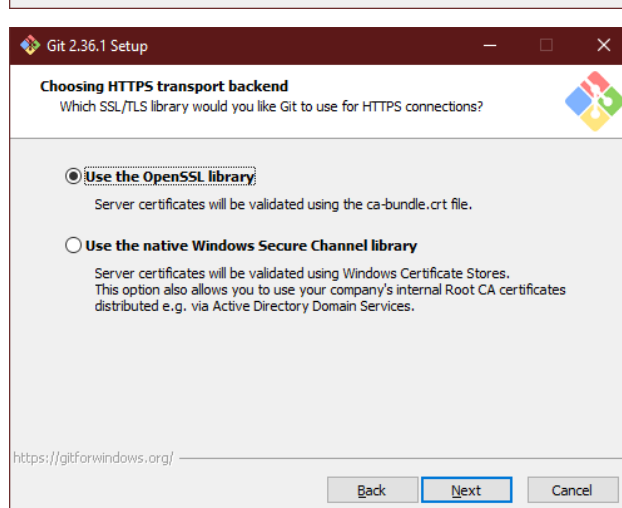 Git 2.36.1 Setup
Choosing HTTPS transport backend
Which SSL/TLS library would you like Git to use for HTTPS connections?
Use the OpenSSL library
Server certificates will be validated using the ca-bundle.crt file.
Use the native Windows Secure Channel library
Server certificates will be validated using Windows Certificate Stores.
This option also allows you to use your company's internal Root CA certificates
distributed e.g. via Active Directory Domain Services.
https://gitforwindows.org/
Back Next Cancel